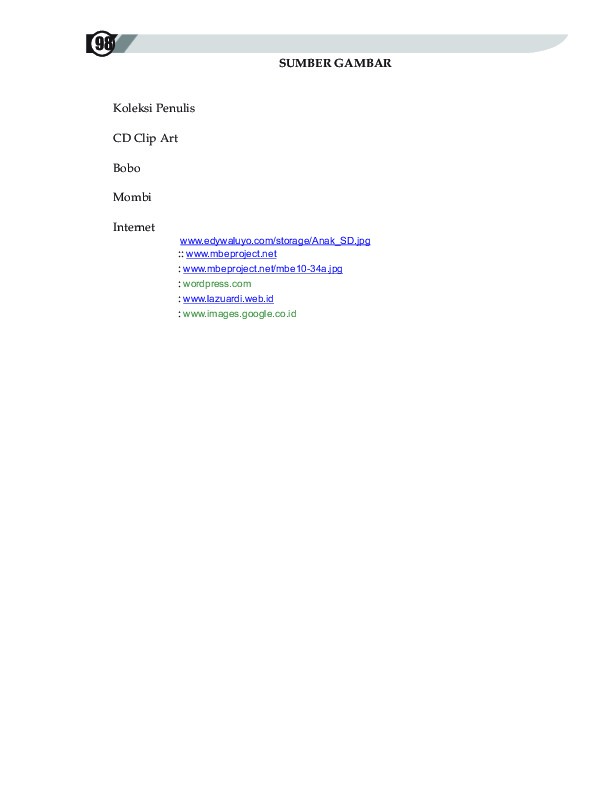 98
SUMBER GAMBAR
Koleksi Penulis
CD Clip Art
Bobo
Mombi
Internet
www.edywaluyo.com/storage/Anak_SD.jpg
:: www.mbeproject.net
: www.mbeproject.net/mbe10-34a.jpg
: wordpress.com
: www.lazuardi.web.id
: www.images.google.co.id